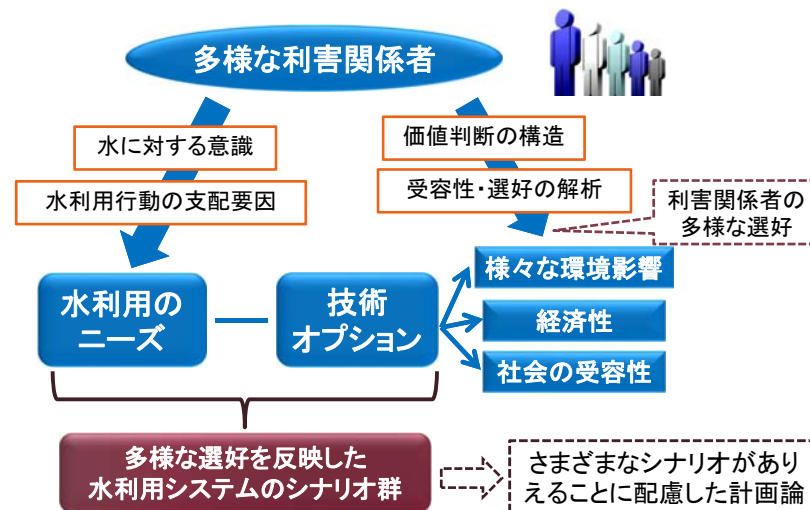 多様な利害関係者
水に対する意識
水利用行動の支配要因
価値判断の構造
受容性・選好の解析
利害関係者の
多様な選好
水利用の
ニーズ
技術
オプション
様々な環境影響
経済性
社会の受容性
多様な選好を反映した
水利用システムのシナリオ群
さまざまなシナリオがあり
えることに配慮した計画論